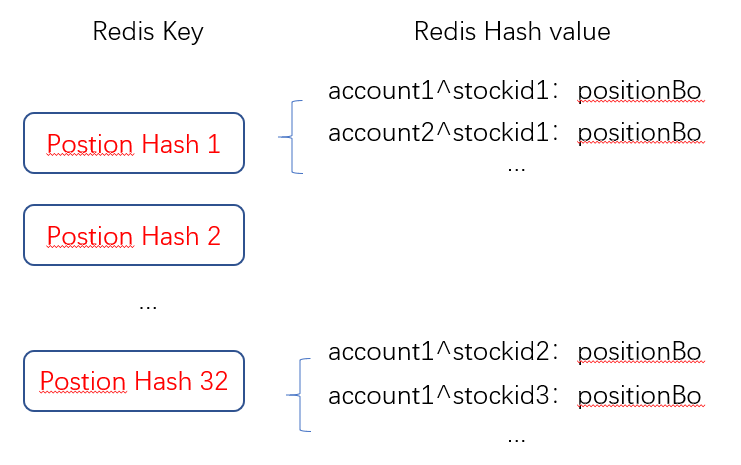 Redis Key
Redis Hash value
account1^stockid1: positionBo
account2^stockid1: positionBo
...
Postion Hash 1
Postion Hash 2
...
Postion Hash 32
account1^stockid2: positionBo
account1^stockid3: positionBo
...